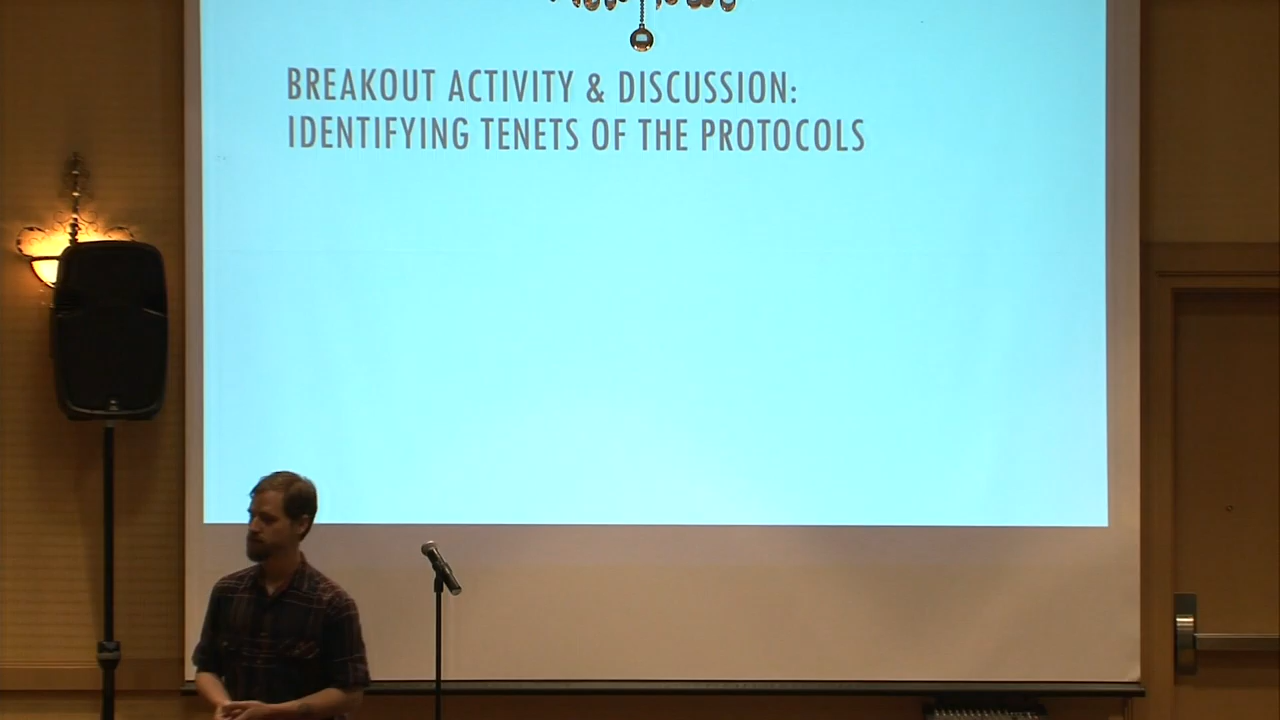 BREAKOUT ACTIVITY & DISCUSSION:
IDENTIFYING TENETS OF THE PROTOCOLS